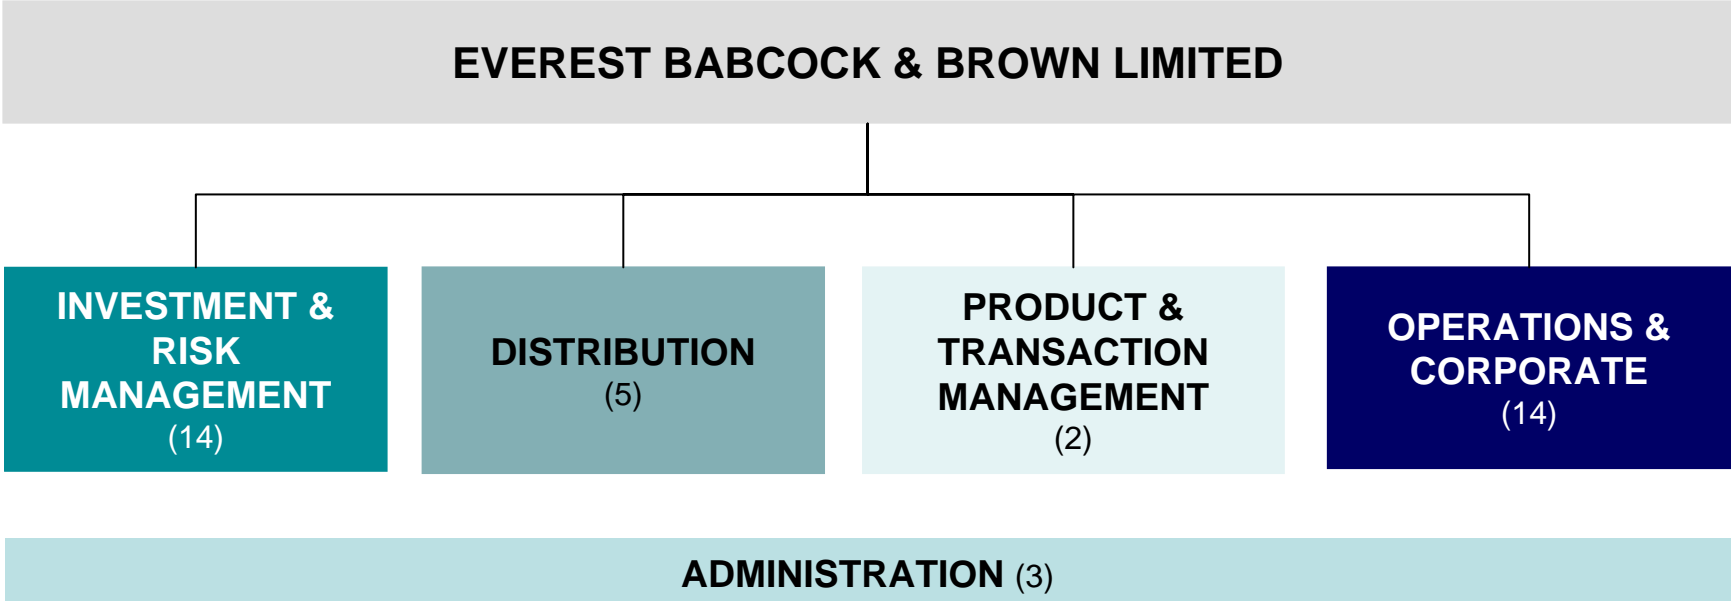 EVEREST BABCOCK & BROWN LIMITED
INVESTMENT &
RISK
MANAGEMENT
(14)
DISTRIBUTION
(5)
PRODUCT &
TRANSACTION
MANAGEMENT
(2)
OPERATIONS &
CORPORATE
(14)
ADMINISTRATION (3)